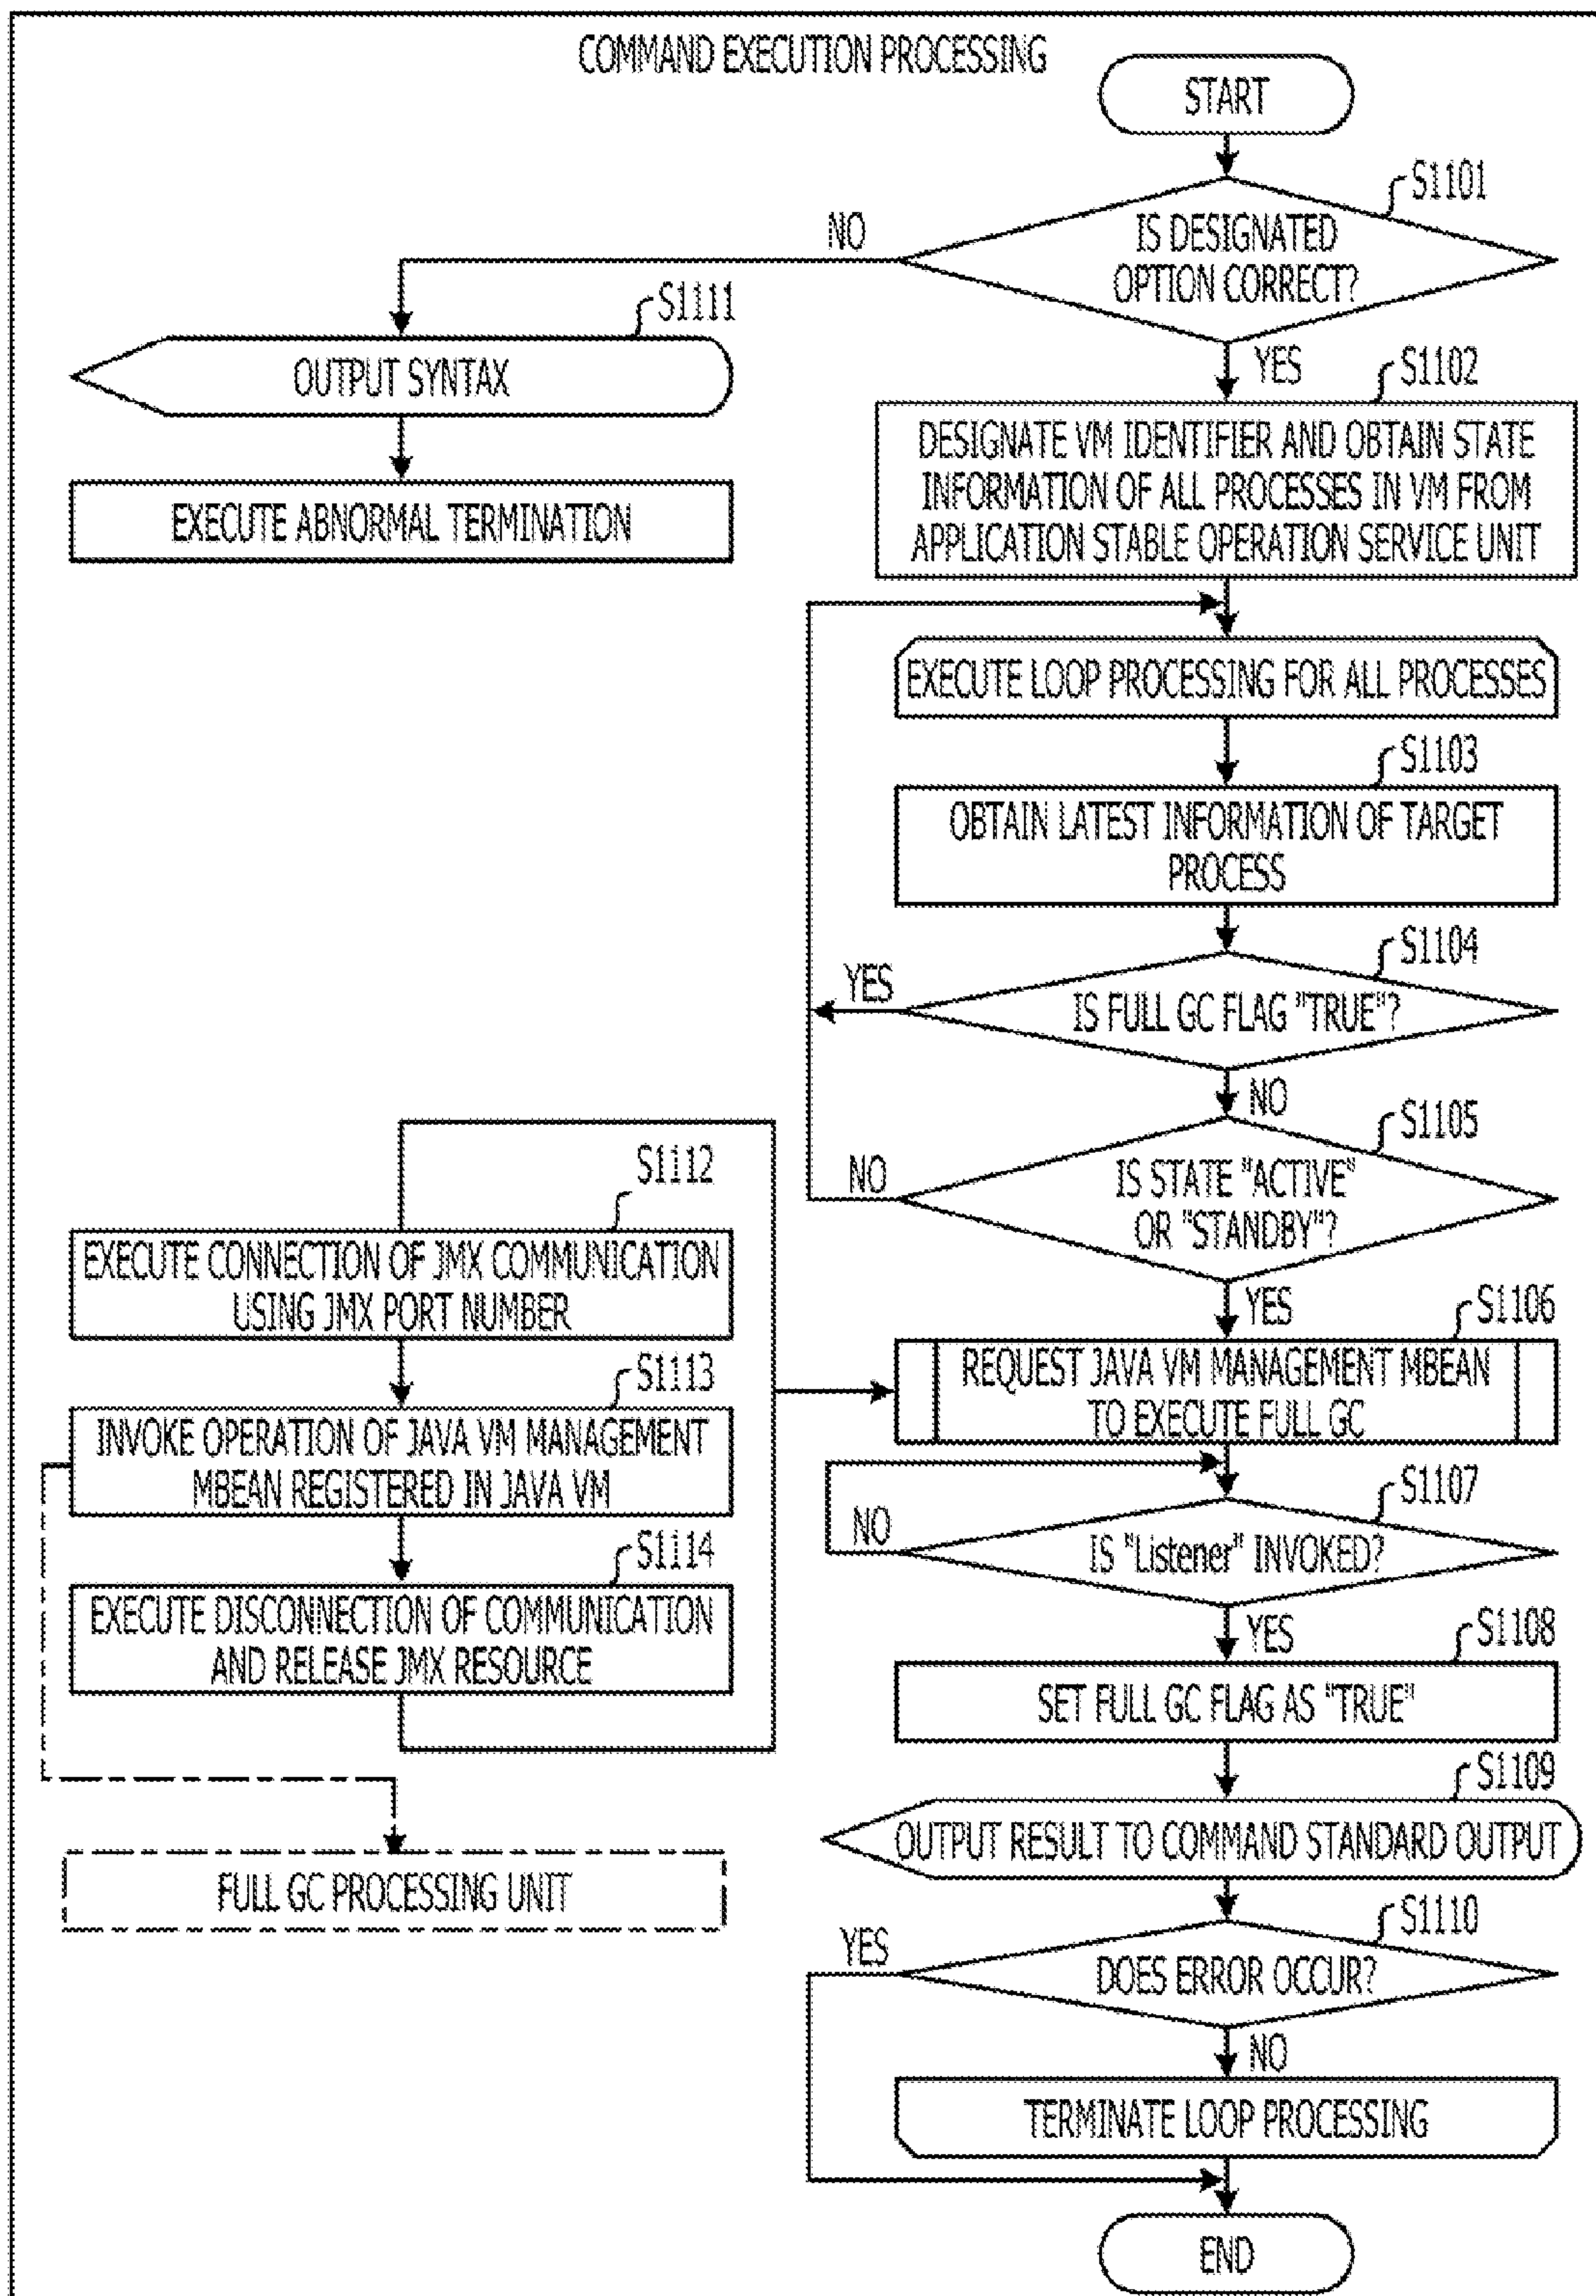 COMMAND EXECUTION PROCESSING
START
S1101
IS DESIGNATED
OPTION CORRECT?
NO
YES
S1111
OUTPUT SYNTAX
EXECUTE ABNORMAL TERMINATION
S1102
DESIGNATE VM IDENTIFIER AND OBTAIN STATE
INFORMATION OF ALL PROCESSES IN VM FROM
APPLICATION STABLE OPERATION SERVICE UNIT
EXECUTE LOOP PROCESSING FOR ALL PROCESSES
S1103
OBTAIN LATEST INFORMATION OF TARGET
PROCESS
S1104
YES
IS FULL GC FLAG "TRUE"?
NO
S1105
NO
IS STATE "ACTIVE"
OR "STANDBY"?
YES
S1112
EXECUTE CONNECTION OF JMX COMMUNICATION
USING JMX PORT NUMBER
S1113
INVOKE OPERATION OF JAVA VM MANAGEMENT
MBEAN REGISTERED IN JAVA VM
S1114
EXECUTE DISCONNECTION OF COMMUNICATION
AND RELEASE JMX RESOURCE
FULL GC PROCESSING UNIT
S1106
REQUEST JAVA VM MANAGEMENT MBEAN
TO EXECUTE FULL GC
S1107
NO
IS "Listener" INVOKED?
YES
S1108
SET FULL GC FLAG AS "TRUE"
S1109
OUTPUT RESULT TO COMMAND STANDARD OUTPUT
S1110
YES
DOES ERROR OCCUR?
NO
TERMINATE LOOP PROCESSING
END